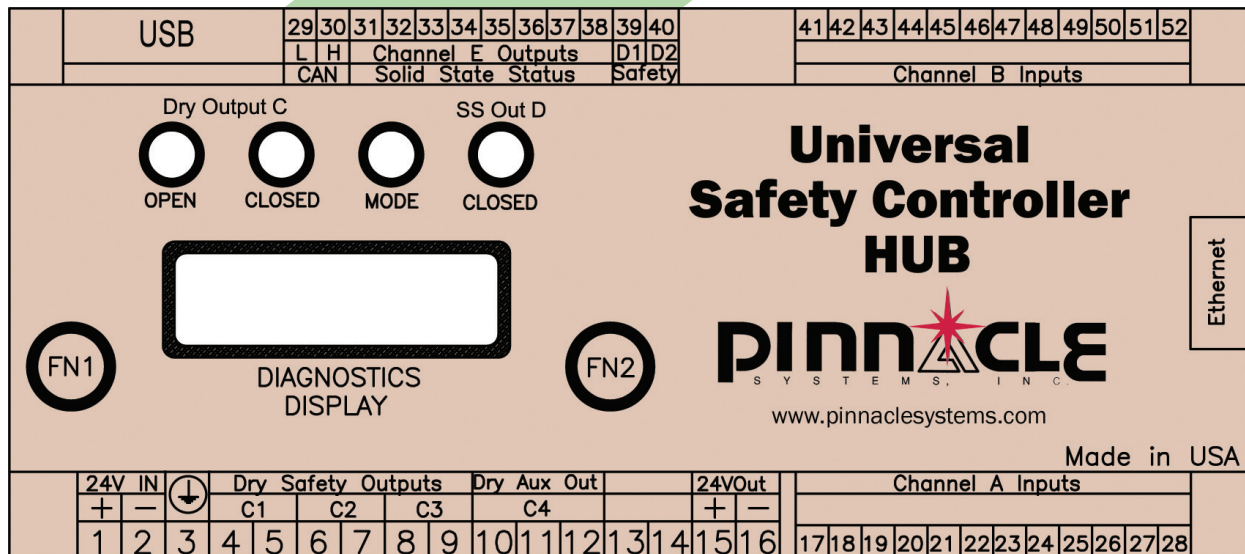 USB
29 30 31 32 33 34 35 36 37 38 39 40
L H Channel E Outputs D1 D2
CAN Solid State Status Safety
41 42 43 44 45 46 47 48 49 50 51 52
Channel B Inputs
Dry Output C
SS Out D
OPEN CLOSED MODE CLOSED
Universal
Safety Controller
HUB
Ethernet
FN1
DIAGNOSTICS
DISPLAY
FN2
PINNACLE
SYSTEMS, INC.
www.pinnaclesystems.com
Made in USA
24V IN Dry Safety Outputs Dry Aux Out 24VOut
+ − C1 C2 C3 C4 + −
1 2 3 4 5 6 7 8 9 10 11 12 13 14 15 16
Channel A Inputs
17 18 19 20 21 22 23 24 25 26 27 28